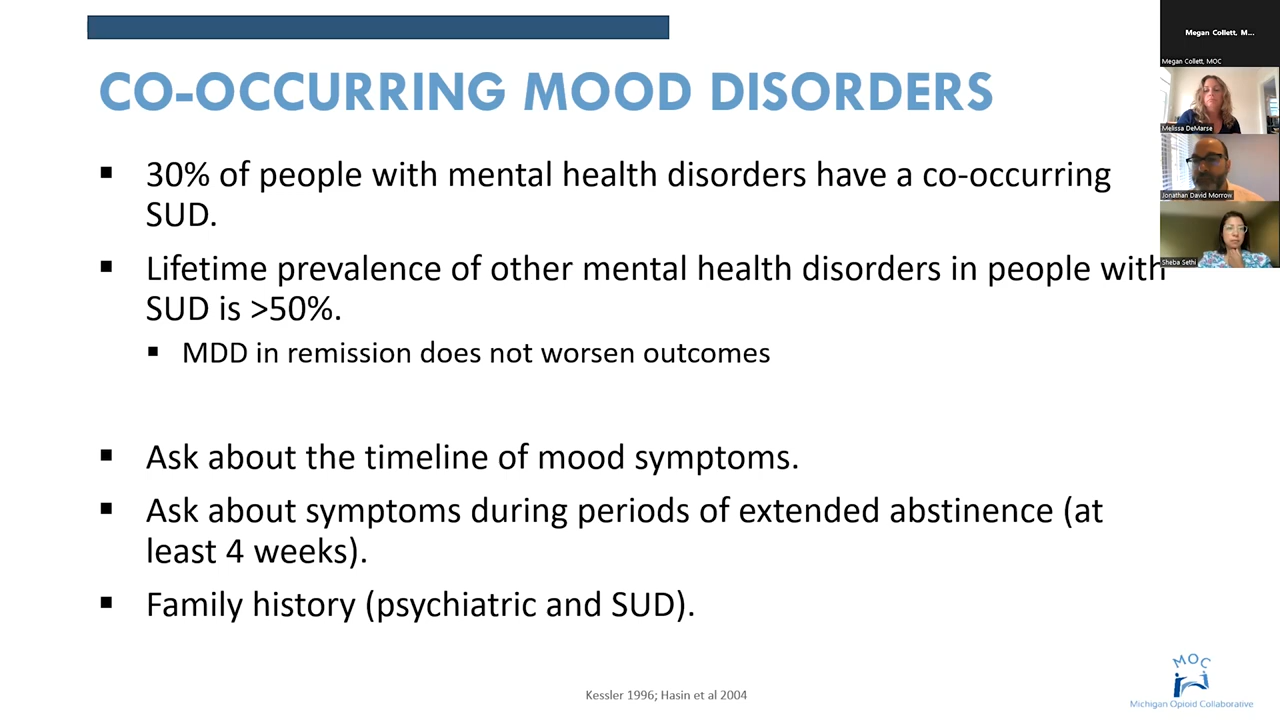 CO-OCCURRING MOOD DISORDERS
▪ 30% of people with mental health disorders have a co-occurring
SUD.
▪ Lifetime prevalence of other mental health disorders in people with
SUD is >50%.
▪ MDD in remission does not worsen outcomes
▪ Ask about the timeline of mood symptoms.
▪ Ask about symptoms during periods of extended abstinence (at
least 4 weeks).
▪ Family history (psychiatric and SUD).
Kessler 1996; Hasin et al 2004
MOC
Michigan Opioid Collaborative
Megan Collett, M...
Megan Collett, MOC
Melissa DeMarse
Jonathan David Morrow
Sheba Sethi